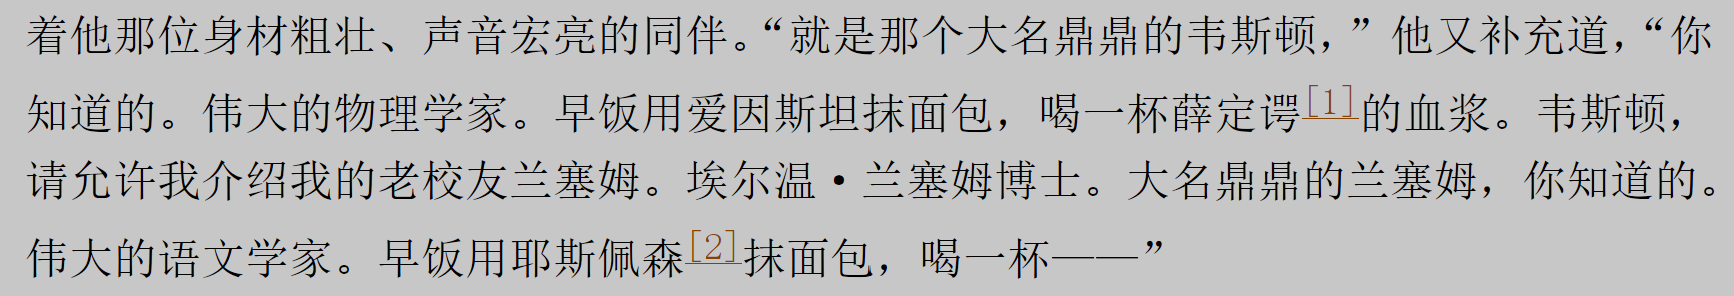 着他那位身材粗壮、声音宏亮的同伴。“就是那个大名鼎鼎的韦斯顿，”他又补充道，“你
知道的。伟大的物理学家。早饭用爱因斯坦抹面包，喝一杯薛定谔[1]的血浆。韦斯顿，
请允许我介绍我的老校友兰塞姆。埃尔温·兰塞姆博士。大名鼎鼎的兰塞姆，你知道的。
伟大的语文学家。早饭用耶斯佩森[2]抹面包，喝一杯——”